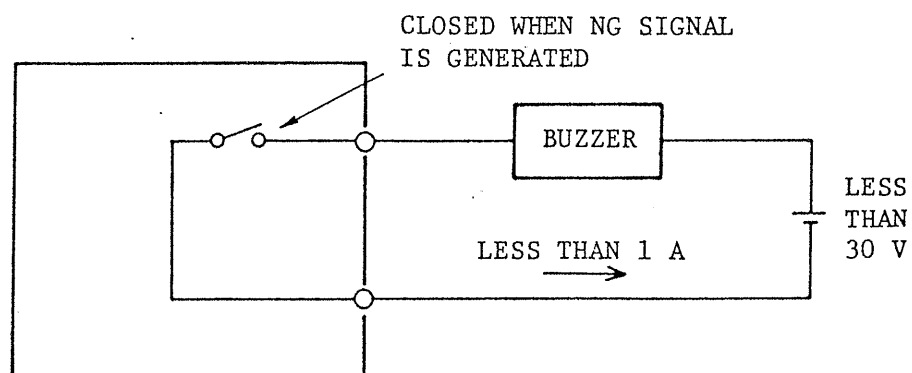 CLOSED WHEN NG SIGNAL
IS GENERATED
BUZZER
LESS
THAN
30 V
LESS THAN 1 A